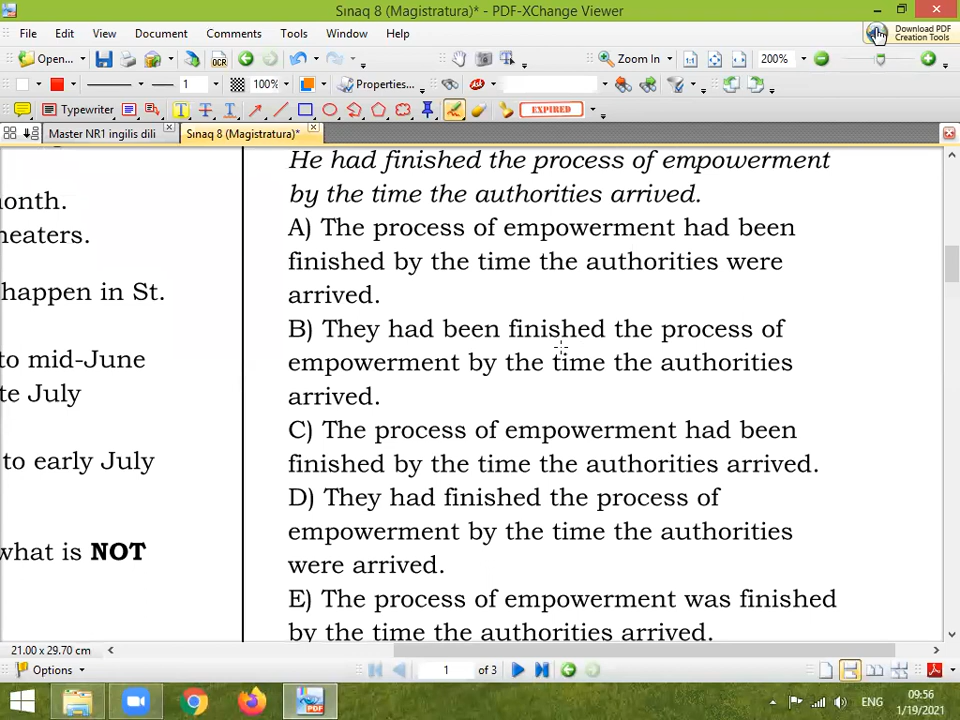 Sınaq 8 (Magistratura)* - PDF-XChange Viewer
File Edit View Document Comments Tools Window Help
Download PDF
Creation Tools
Open... OCR Zoom In 1:1 200%
1 100% Properties...
Typewriter T T T EXPIRED
Master NR1 ingilis dili Sınaq 8 (Magistratura)*
He had finished the process of empowerment
by the time the authorities arrived.
A) The process of empowerment had been
finished by the time the authorities were
arrived.
B) They had been finished the process of
empowerment by the time the authorities
arrived.
C) The process of empowerment had been
finished by the time the authorities arrived.
D) They had finished the process of
empowerment by the time the authorities
were arrived.
E) The process of empowerment was finished
by the time the authorities arrived.
onth.
neaters.
happen in St.
to mid-June
te July
to early July
what is NOT
21.00 x 29.70 cm
Options 1 of 3
PDF ENG 09:56
1/19/2021